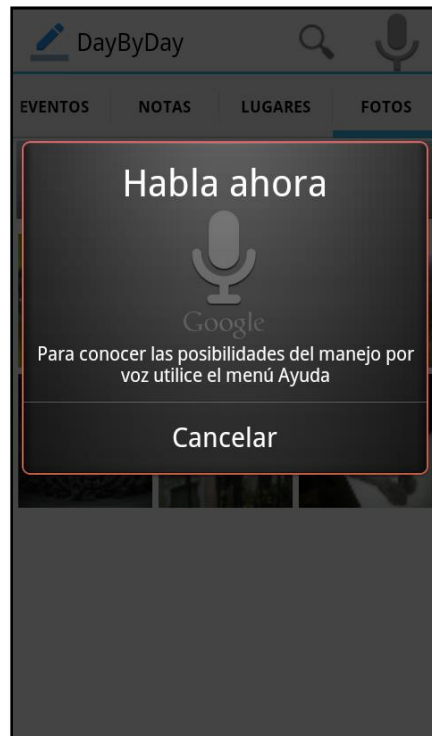 DayByDay
EVENTOS NOTAS LUGARES FOTOS
Habla ahora
Google
Para conocer las posibilidades del manejo por
voz utilice el menú Ayuda
Cancelar